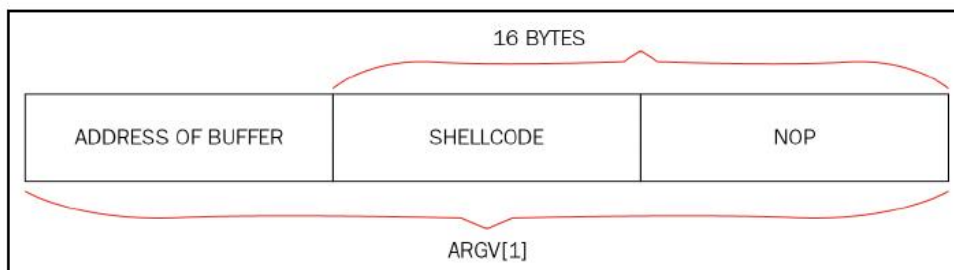 16 BYTES
ADDRESS OF BUFFER
SHELLCODE
NOP
ARGV[1]